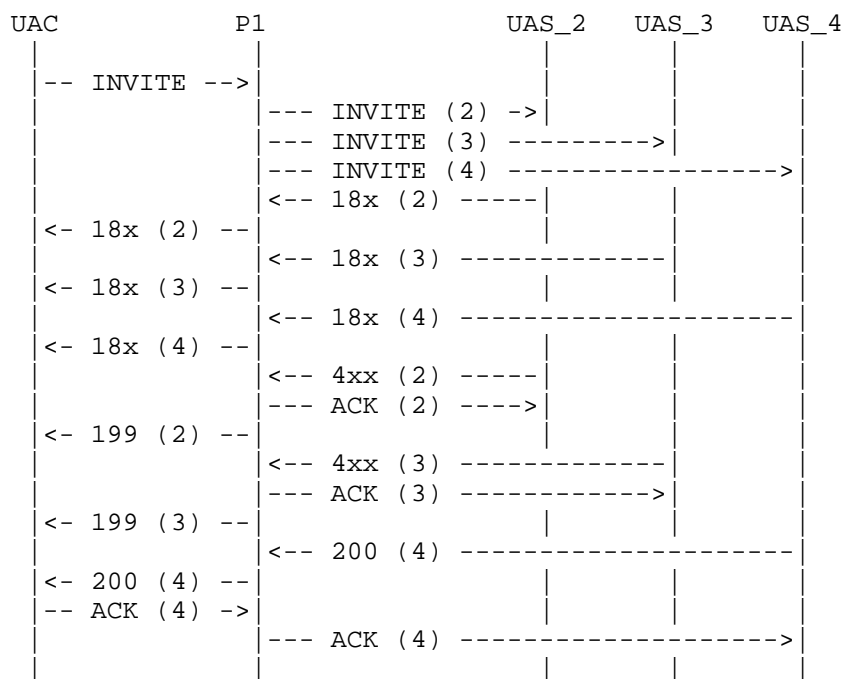 UAC P1 UAS_2 UAS_3 UAS_4
-- INVITE -->
--- INVITE (2) ->
--- INVITE (3) --------->
--- INVITE (4) ------------------>
<-- 18x (2) -----
<- 18x (2) --
<-- 18x (3) -------------
<- 18x (3) --
<-- 18x (4) ---------------------
<- 18x (4) --
<-- 4xx (2) -----
--- ACK (2) ---->
<- 199 (2) --
<-- 4xx (3) -------------
--- ACK (3) ------------>
<- 199 (3) --
<-- 200 (4) ---------------------
<- 200 (4) --
-- ACK (4) ->
--- ACK (4) -------------------->